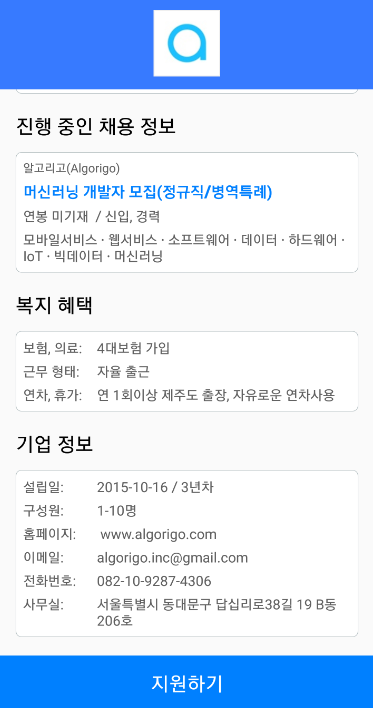 진행 중인 채용 정보
알고리고(Algorigo)
머신러닝 개발자 모집(정규직/병역특례)
연봉 미기재 / 신입, 경력
모바일서비스 · 웹서비스 · 소프트웨어 · 데이터 · 하드웨어 ·
IoT · 빅데이터 · 머신러닝
복지 혜택
보험, 의료: 4대보험 가입
근무 형태: 자율 출근
연차, 휴가: 연 1회이상 제주도 출장, 자유로운 연차사용
기업 정보
설립일: 2015-10-16 / 3년차
구성원: 1-10명
홈페이지: www.algorigo.com
이메일: algorigo.inc@gmail.com
전화번호: 082-10-9287-4306
사무실: 서울특별시 동대문구 답십리로38길 19 B동
206호
지원하기